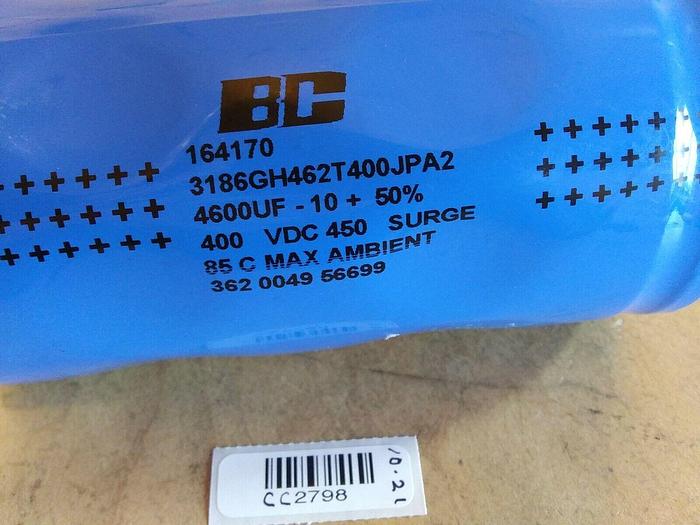 BC
164170
3186GH462T400JPA2
4600UF -10 + 50%
400 VDC 450 SURGE
85 C MAX AMBIENT
362 0049 56699
CC2798
10.21